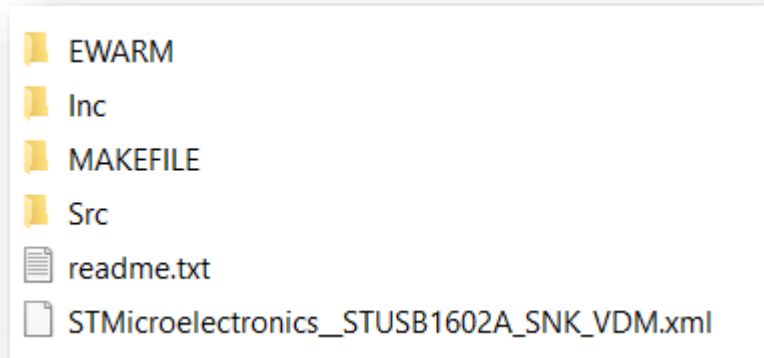 EWARM
Inc
MAKEFILE
Src
readme.txt
STMicroelectronics__STUSB1602A_SNK_VDM.xml